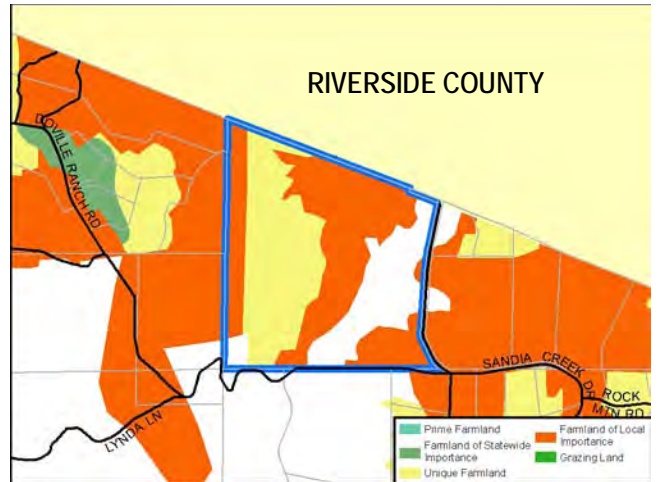 RIVERSIDE COUNTY
DOVILLE RANCH RD
SANDIA CREEK DR
ROCK
MTN RD
LYNDA LN
Prime Farmland
Farmland of Statewide
Importance
Unique Farmland
Farmland of Local
Importance
Grazing Land